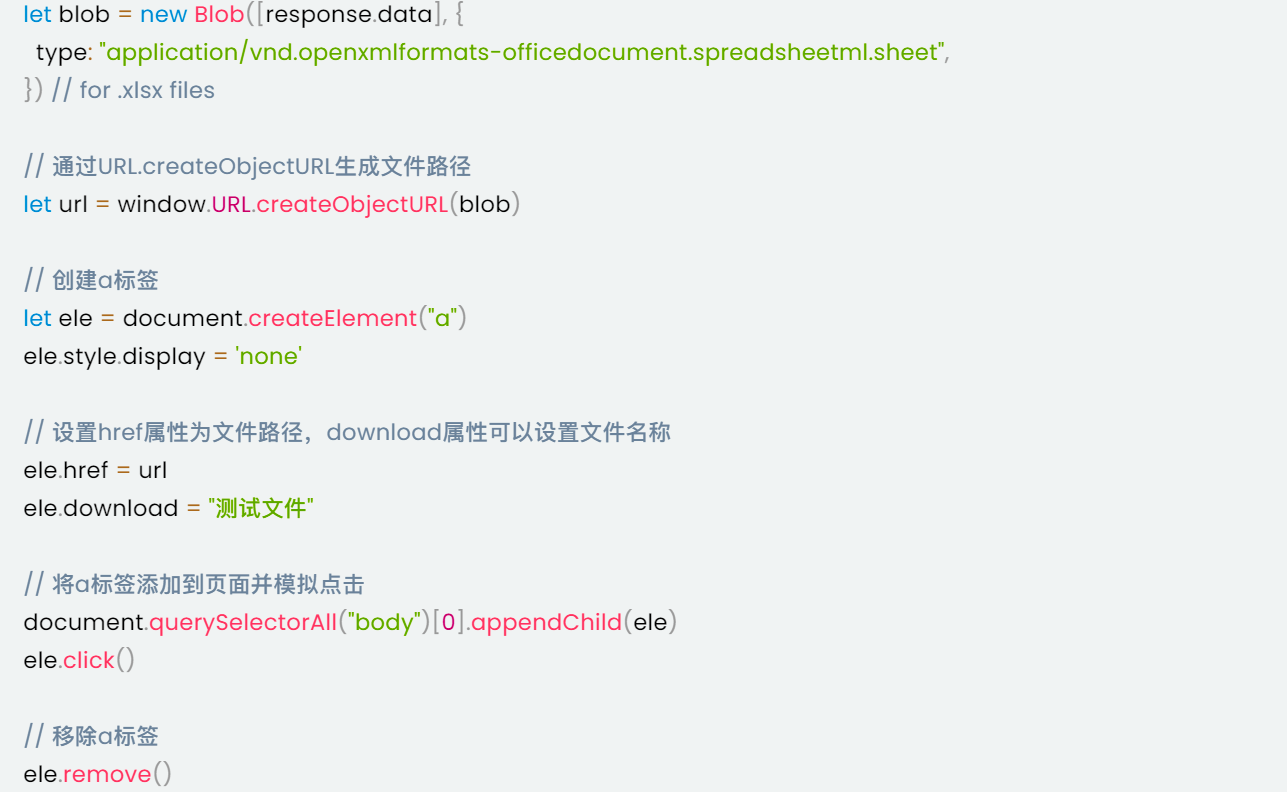 let blob = new Blob([response.data], {
  type: "application/vnd.openxmlformats-officedocument.spreadsheetml.sheet",
}) // for .xlsx files

// 通过URL.createObjectURL生成文件路径
let url = window.URL.createObjectURL(blob)

// 创建a标签
let ele = document.createElement("a")
ele.style.display = 'none'

// 设置href属性为文件路径，download属性可以设置文件名称
ele.href = url
ele.download = "测试文件"

// 将a标签添加到页面并模拟点击
document.querySelectorAll("body")[0].appendChild(ele)
ele.click()

// 移除a标签
ele.remove()